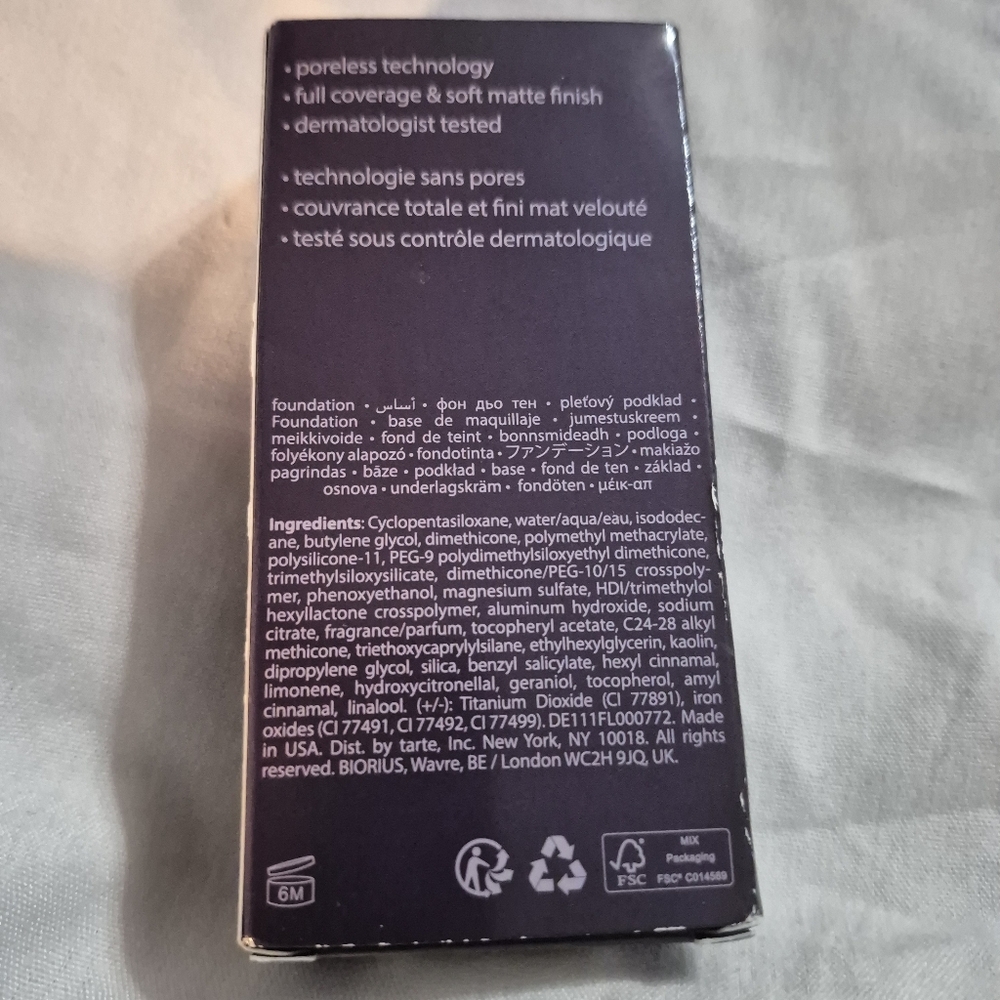 • poreless technology
• full coverage & soft matte finish
• dermatologist tested
• technologie sans pores
• couvrance totale et fini mat velouté
• testé sous contrôle dermatologique
foundation • أساس • фон дьо тен • pleťový podklad •
Foundation • base de maquillaje • jumestuskreem •
meikkivoide • fond de teint • bonnsmideadh • podloga •
folyékony alapozó • fondotinta • ファンデーション • makiažo
pagrindas • bāze • podkład • base • fond de ten • základ •
osnova • underlagskräm • fondöten • μέικ-απ
Ingredients: Cyclopentasiloxane, water/aqua/eau, isododec-
ane, butylene glycol, dimethicone, polymethyl methacrylate,
polysilicone-11, PEG-9 polydimethylsiloxyethyl dimethicone,
trimethylsiloxysilicate, dimethicone/PEG-10/15 crosspoly-
mer, phenoxyethanol, magnesium sulfate, HDI/trimethylol
hexyllactone crosspolymer, aluminum hydroxide, sodium
citrate, fragrance/parfum, tocopheryl acetate, C24-28 alkyl
methicone, triethoxycaprylylsilane, ethylhexylglycerin, kaolin,
dipropylene glycol, silica, benzyl salicylate, hexyl cinnamal,
limonene, hydroxycitronellal, geraniol, tocopherol, amyl
cinnamal, linalool. (+/-): Titanium Dioxide (CI 77891), iron
oxides (CI 77491, CI 77492, CI 77499). DE111FL000772. Made
in USA. Dist. by tarte, Inc. New York, NY 10018. All rights
reserved. BIORIUS, Wavre, BE / London WC2H 9JQ, UK.
6M
FSC
MIX
Packaging
FSC® C014569